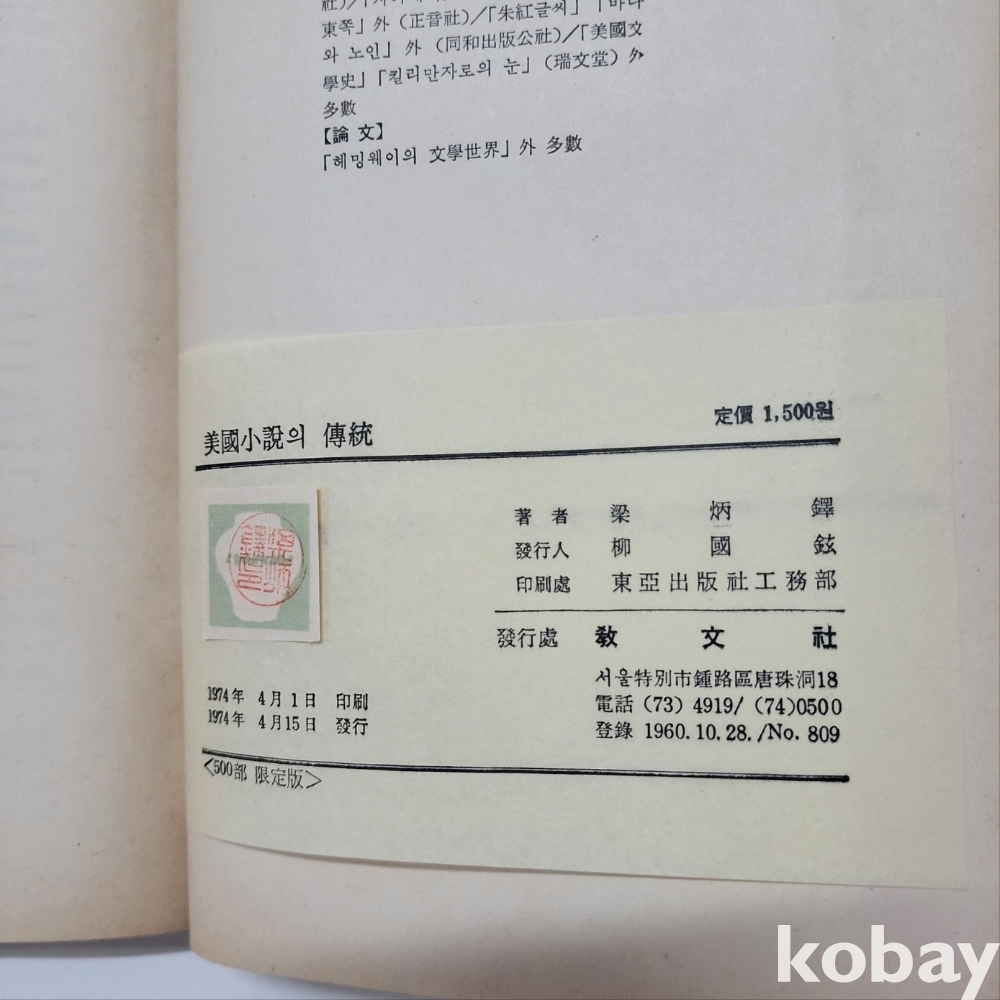 東쪽」 外 (正音社)/「朱紅글씨」 「바다
와 노인」 外 (同和出版公社)/「美國文
學史」「킬리만자로의 눈」 (瑞文堂) 外
多數
【論 文】
「헤밍웨이의 文學世界」 外 多數
美國小說의 傳統
定價 1,500원
著 者 梁 炳 鐸
發行人 柳 國 鉉
印刷處 東亞出版社工務部
發行處 敎 文 社
서울特別市鍾路區唐珠洞18
電話 (73) 4919/ (74)0500
登錄 1960.10.28./No. 809
1974年 4月 1日 印刷
1974年 4月 15日 發行
<500部 限定版>
kobay